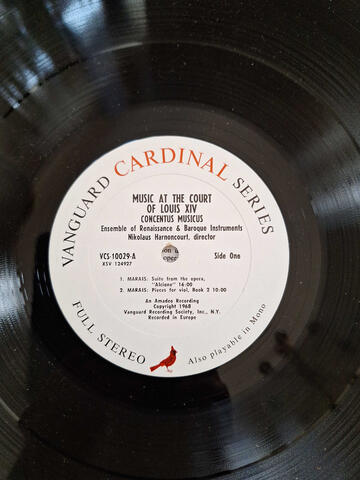 VANGUARD CARDINAL SERIES
MUSIC AT THE COURT
OF LOUIS XIV
CONCENTUS MUSICUS
Ensemble of Renaissance & Baroque Instruments
Nikolaus Harnoncourt, director
VCS-10029-A
Side One
XSV 124927
1. MARAIS: Suite from the opera,
"Alcione" 16:00
2. MARAIS: Pieces for viol, Book 2 10:00
An Amadeo Recording
Copyright 1968
Vanguard Recording Society, Inc., N.Y.
Recorded in Europe
FULL STEREO
Also playable in Mono